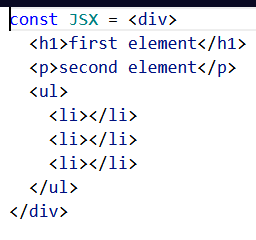 const JSX = <div>
  <h1>first element</h1>
  <p>second element</p>
  <ul>
    <li></li>
    <li></li>
    <li></li>
  </ul>
</div>